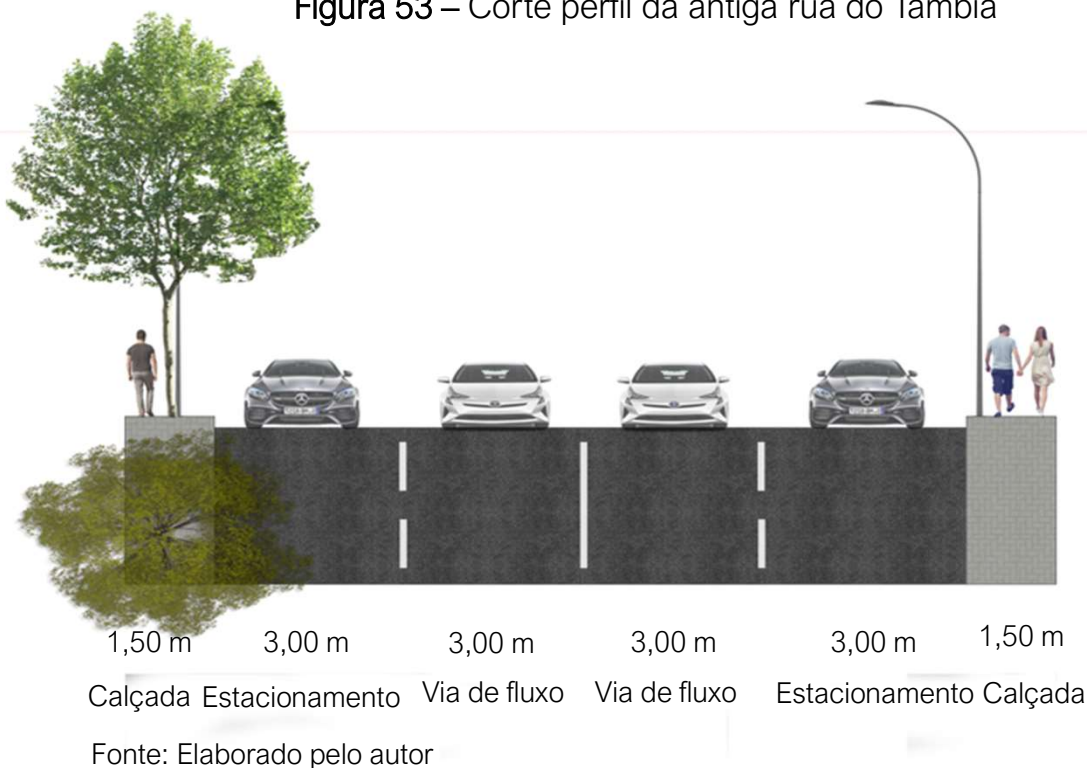 Figura 53 – Corte perfil da antiga rua do Tambiá
1,50 m 3,00 m 3,00 m 3,00 m 3,00 m 1,50 m
Calçada Estacionamento Via de fluxo Via de fluxo Estacionamento Calçada
Fonte: Elaborado pelo autor